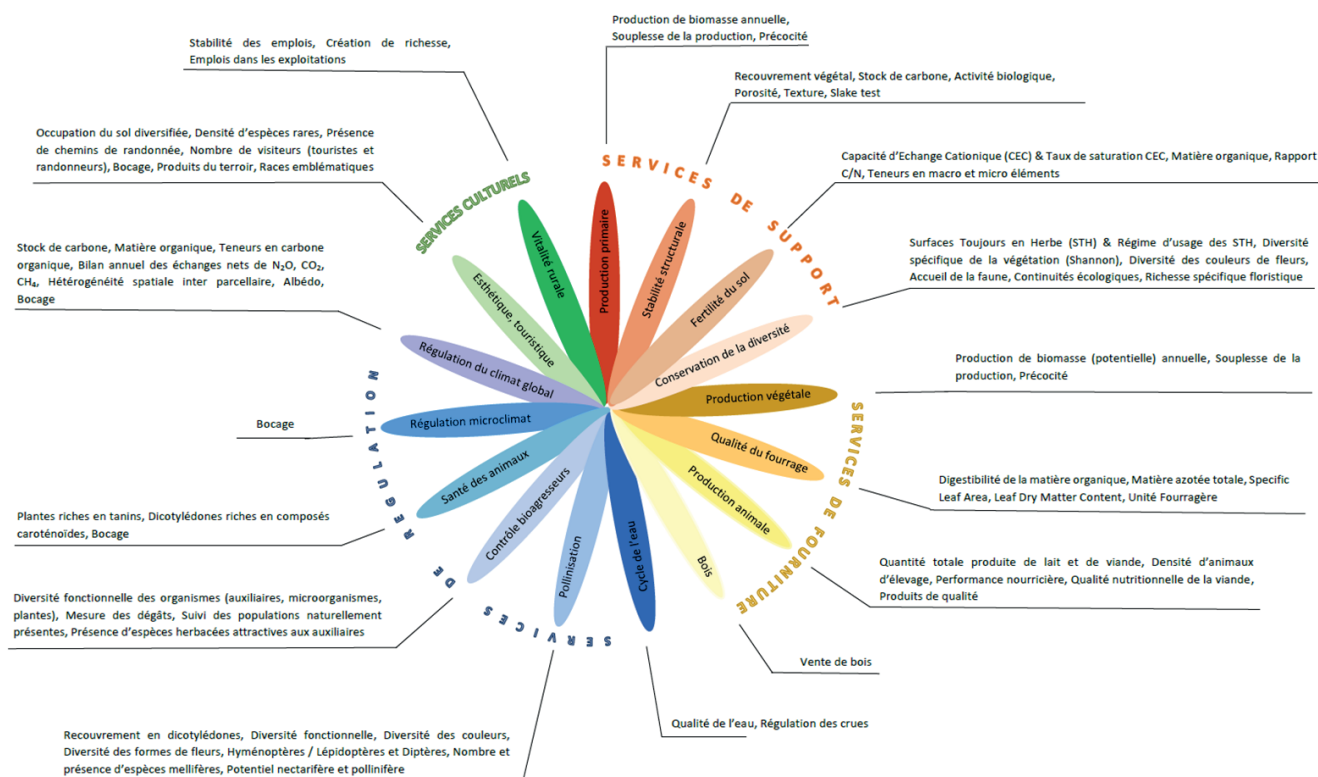 Production de biomasse annuelle,
Souplesse de la production, Précocité
Stabilité des emplois, Création de richesse,
Emplois dans les exploitations
Recouvrement végétal, Stock de carbone, Activité biologique,
Porosité, Texture, Slake test
Occupation du sol diversifiée, Densité d'espèces rares, Présence
de chemins de randonnée, Nombre de visiteurs (touristes et
randonneurs), Bocage, Produits du terroir, Races emblématiques
Capacité d'Echange Cationique (CEC) & Taux de saturation CEC, Matière organique, Rapport
C/N, Teneurs en macro et micro éléments
Stock de carbone, Matière organique, Teneurs en carbone
organique, Bilan annuel des échanges nets de N₂O, CO₂,
CH₄, Hétérogénéité spatiale inter parcellaire, Albédo,
Bocage
Surfaces Toujours en Herbe (STH) & Régime d'usage des STH, Diversité
spécifique de la végétation (Shannon), Diversité des couleurs de fleurs,
Accueil de la faune, Continuités écologiques, Richesse spécifique floristique
SERVICES CULTURELS
SERVICES DE SUPPORT
Vitalité rurale
Production primaire
Stabilité structurale
Fertilité du sol
Conservation de la diversité
Esthétique, touristique
Régulation du climat global
Régulation microclimat
Santé des animaux
Contrôle bioagresseurs
Pollinisation
Cycle de l'eau
Bois
Production animale
Qualité du fourrage
Production végétale
SERVICES DE REGULATION
SERVICES DE FOURNITURE
Production de biomasse (potentielle) annuelle, Souplesse de la
production, Précocité
Bocage
Digestibilité de la matière organique, Matière azotée totale, Specific
Leaf Area, Leaf Dry Matter Content, Unité Fourragère
Plantes riches en tanins, Dicotylédones riches en composés
caroténoïdes, Bocage
Quantité totale produite de lait et de viande, Densité d'animaux
d'élevage, Performance nourricière, Qualité nutritionnelle de la viande,
Produits de qualité
Diversité fonctionnelle des organismes (auxiliaires, microorganismes,
plantes), Mesure des dégâts, Suivi des populations naturellement
présentes, Présence d'espèces herbacées attractives aux auxiliaires
Vente de bois
Qualité de l'eau, Régulation des crues
Recouvrement en dicotylédones, Diversité fonctionnelle, Diversité des couleurs,
Diversité des formes de fleurs, Hyménoptères / Lépidoptères et Diptères, Nombre et
présence d'espèces mellifères, Potentiel nectarifère et pollinifère